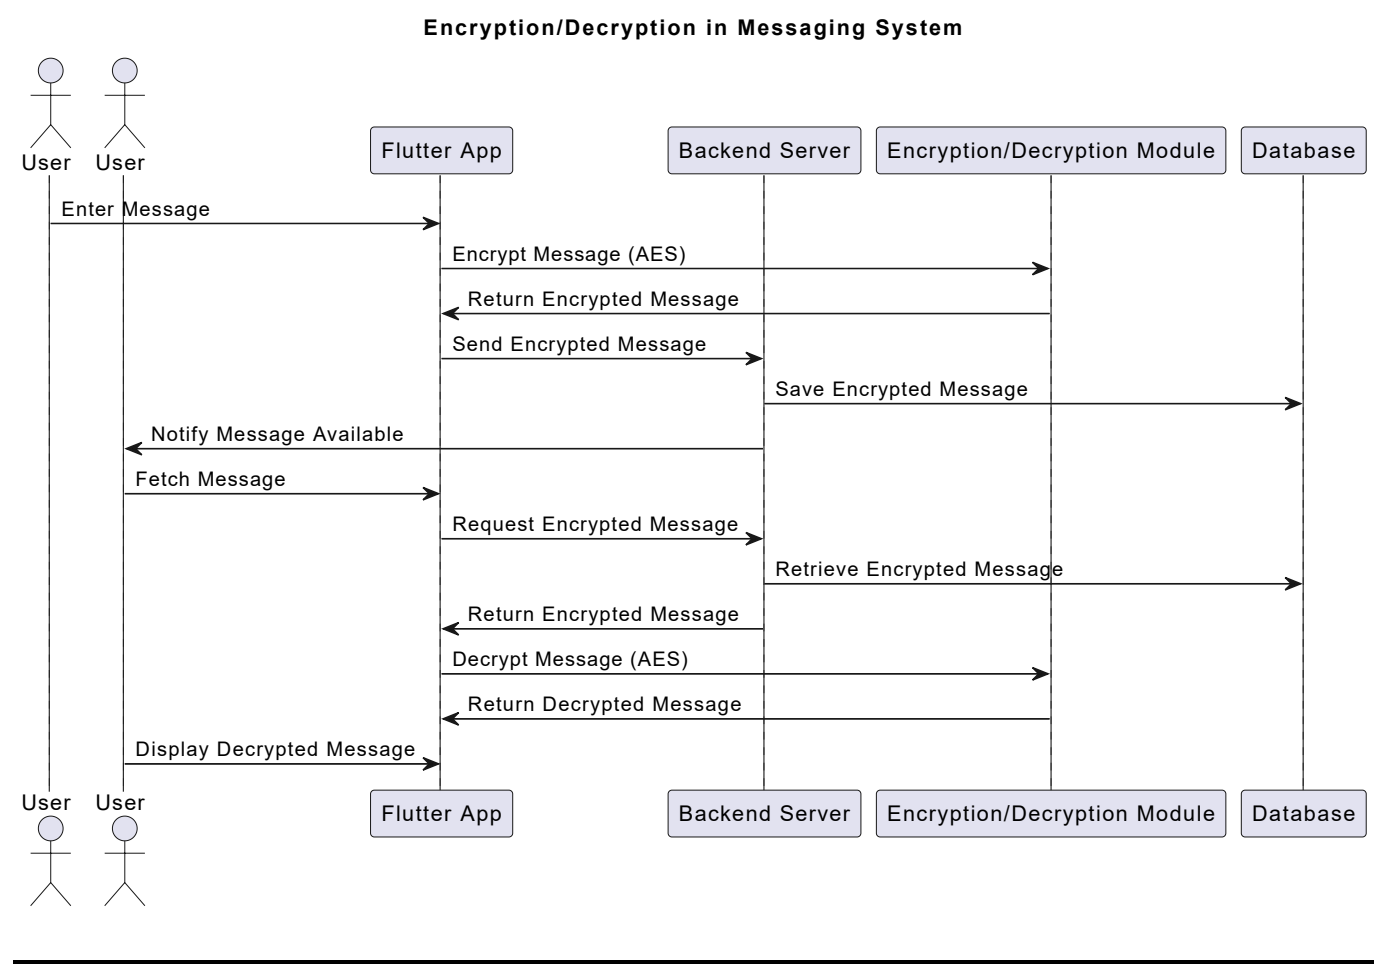 Encryption/Decryption in Messaging System
User User Flutter App Backend Server Encryption/Decryption Module Database
Enter Message
Encrypt Message (AES)
Return Encrypted Message
Send Encrypted Message
Save Encrypted Message
Notify Message Available
Fetch Message
Request Encrypted Message
Retrieve Encrypted Message
Return Encrypted Message
Decrypt Message (AES)
Return Decrypted Message
Display Decrypted Message
User User Flutter App Backend Server Encryption/Decryption Module Database